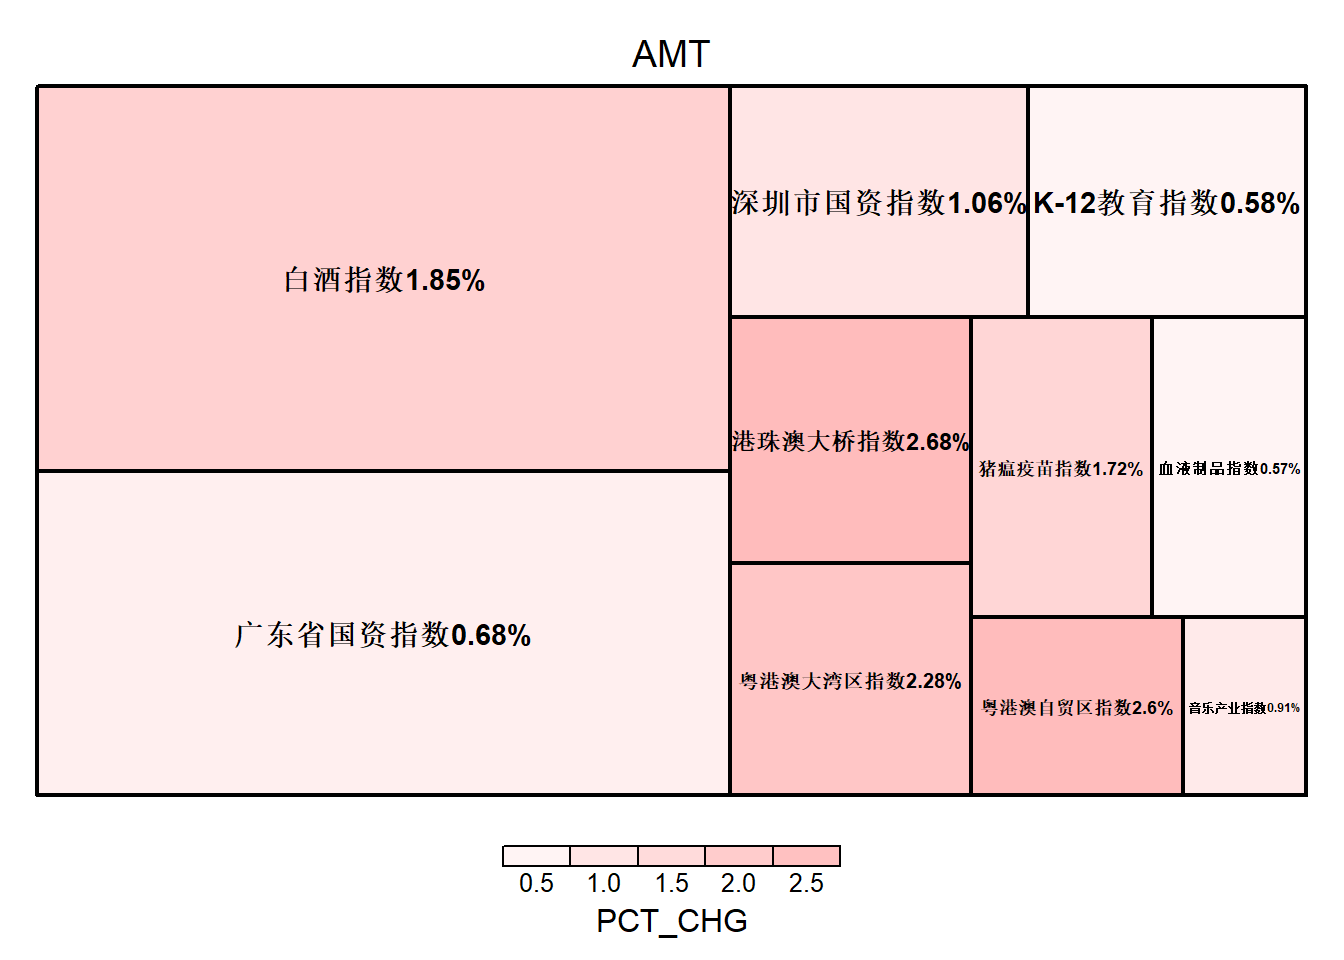 AMT
白酒指数1.85%
广东省国资指数0.68%
深圳市国资指数1.06%
K-12教育指数0.58%
港珠澳大桥指数2.68%
猪瘟疫苗指数1.72%
血液制品指数0.57%
粤港澳大湾区指数2.28%
粤港澳自贸区指数2.6%
音乐产业指数0.91%
0.5 1.0 1.5 2.0 2.5
PCT_CHG